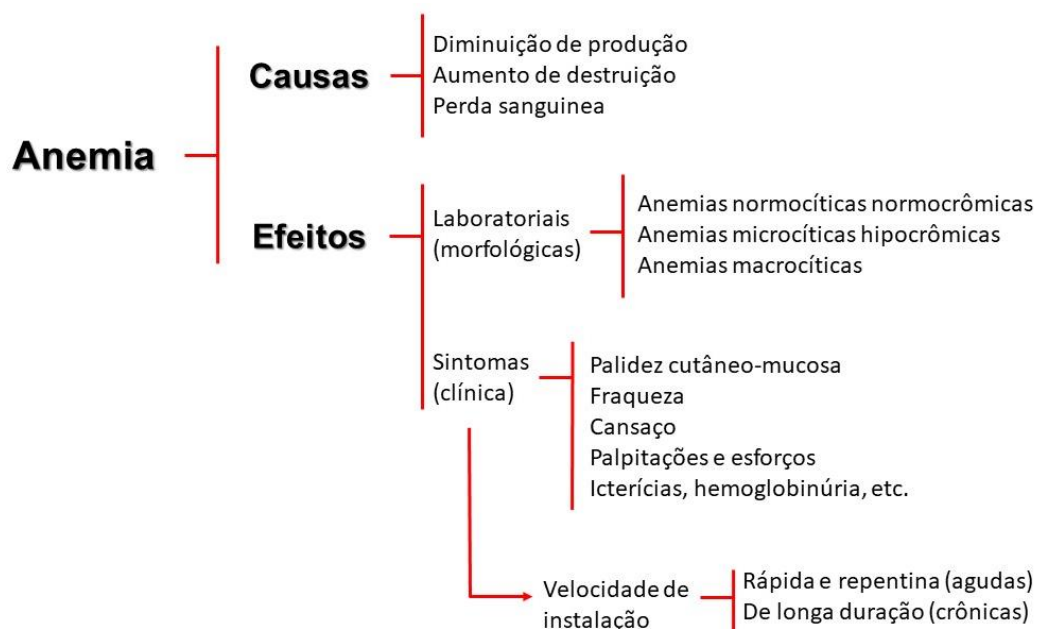 Anemia
Causas
Diminuição de produção
Aumento de destruição
Perda sanguinea
Efeitos
Laboratoriais
(morfológicas)
Anemias normocíticas normocrômicas
Anemias microcíticas hipocrômicas
Anemias macrocíticas
Sintomas
(clínica)
Palidez cutâneo-mucosa
Fraqueza
Cansaço
Palpitações e esforços
Icterícias, hemoglobinúria, etc.
Velocidade de
instalação
Rápida e repentina (agudas)
De longa duração (crônicas)